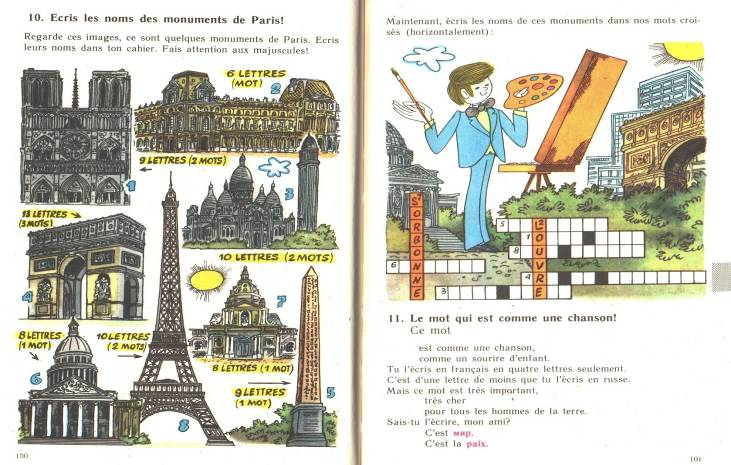 10. Ecris les noms des monuments de Paris!
Regarde ces images, ce sont quelques monuments de Paris. Ecris
leurs noms dans ton cahier. Fais attention aux majuscules!
6 LETTRES
(MOT)
2
9 LETTRES (2 MOTS)
1
3
13 LETTRES
(3 MOTS)
10 LETTRES (2 MOTS)
4
7
8 LETTRES
(1 MOT)
10 LETTRES
(2 MOTS)
8 LETTRES (1 MOT)
9 LETTRES
(1 MOT)
6
5
8
100
Maintenant, écris les noms de ces monuments dans nos mots croi-
sés (horizontalement):
S'ORBONNE
2 LOUVRE
5
1
8
6
4
3
11. Le mot qui est comme une chanson!
Ce mot
est comme une chanson,
comme un sourire d'enfant.
Tu l'écris en français en quatre lettres seulement.
C'est d'une lettre de moins que tu l'écris en russe.
Mais ce mot est très important,
très cher
pour tous les hommes de la terre.
Sais-tu l'écrire, mon ami?
C'est мир.
C'est la paix.
101